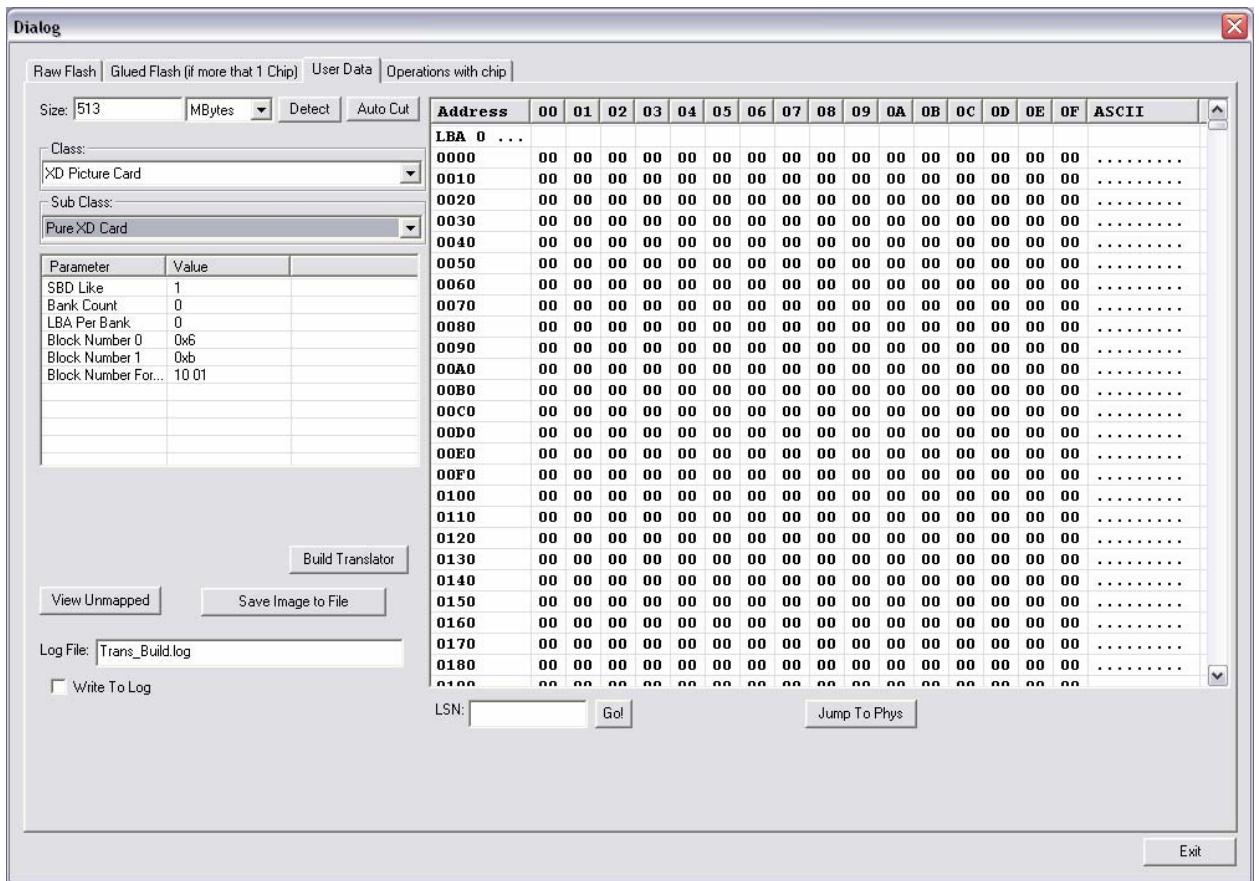 Dialog
Raw Flash Glued Flash (if more that 1 Chip) User Data Operations with chip
Size: 513 MBytes Detect Auto Cut
Class:
XD Picture Card
Sub Class:
Pure XD Card
Parameter Value
SBD Like 1
Bank Count 0
LBA Per Bank 0
Block Number 0 0x6
Block Number 1 0xb
Block Number For... 10 01
Build Translator
View Unmapped Save Image to File
Log File: Trans_Build.log
Write To Log
Address 00 01 02 03 04 05 06 07 08 09 0A 0B 0C 0D 0E 0F ASCII
LBA 0 ...
0000 00 00 00 00 00 00 00 00 00 00 00 00 00 00 00 00 .........
0010 00 00 00 00 00 00 00 00 00 00 00 00 00 00 00 00 .........
0020 00 00 00 00 00 00 00 00 00 00 00 00 00 00 00 00 .........
0030 00 00 00 00 00 00 00 00 00 00 00 00 00 00 00 00 .........
0040 00 00 00 00 00 00 00 00 00 00 00 00 00 00 00 00 .........
0050 00 00 00 00 00 00 00 00 00 00 00 00 00 00 00 00 .........
0060 00 00 00 00 00 00 00 00 00 00 00 00 00 00 00 00 .........
0070 00 00 00 00 00 00 00 00 00 00 00 00 00 00 00 00 .........
0080 00 00 00 00 00 00 00 00 00 00 00 00 00 00 00 00 .........
0090 00 00 00 00 00 00 00 00 00 00 00 00 00 00 00 00 .........
00A0 00 00 00 00 00 00 00 00 00 00 00 00 00 00 00 00 .........
00B0 00 00 00 00 00 00 00 00 00 00 00 00 00 00 00 00 .........
00C0 00 00 00 00 00 00 00 00 00 00 00 00 00 00 00 00 .........
00D0 00 00 00 00 00 00 00 00 00 00 00 00 00 00 00 00 .........
00E0 00 00 00 00 00 00 00 00 00 00 00 00 00 00 00 00 .........
00F0 00 00 00 00 00 00 00 00 00 00 00 00 00 00 00 00 .........
0100 00 00 00 00 00 00 00 00 00 00 00 00 00 00 00 00 .........
0110 00 00 00 00 00 00 00 00 00 00 00 00 00 00 00 00 .........
0120 00 00 00 00 00 00 00 00 00 00 00 00 00 00 00 00 .........
0130 00 00 00 00 00 00 00 00 00 00 00 00 00 00 00 00 .........
0140 00 00 00 00 00 00 00 00 00 00 00 00 00 00 00 00 .........
0150 00 00 00 00 00 00 00 00 00 00 00 00 00 00 00 00 .........
0160 00 00 00 00 00 00 00 00 00 00 00 00 00 00 00 00 .........
0170 00 00 00 00 00 00 00 00 00 00 00 00 00 00 00 00 .........
0180 00 00 00 00 00 00 00 00 00 00 00 00 00 00 00 00 .........
LSN: Go! Jump To Phys
Exit